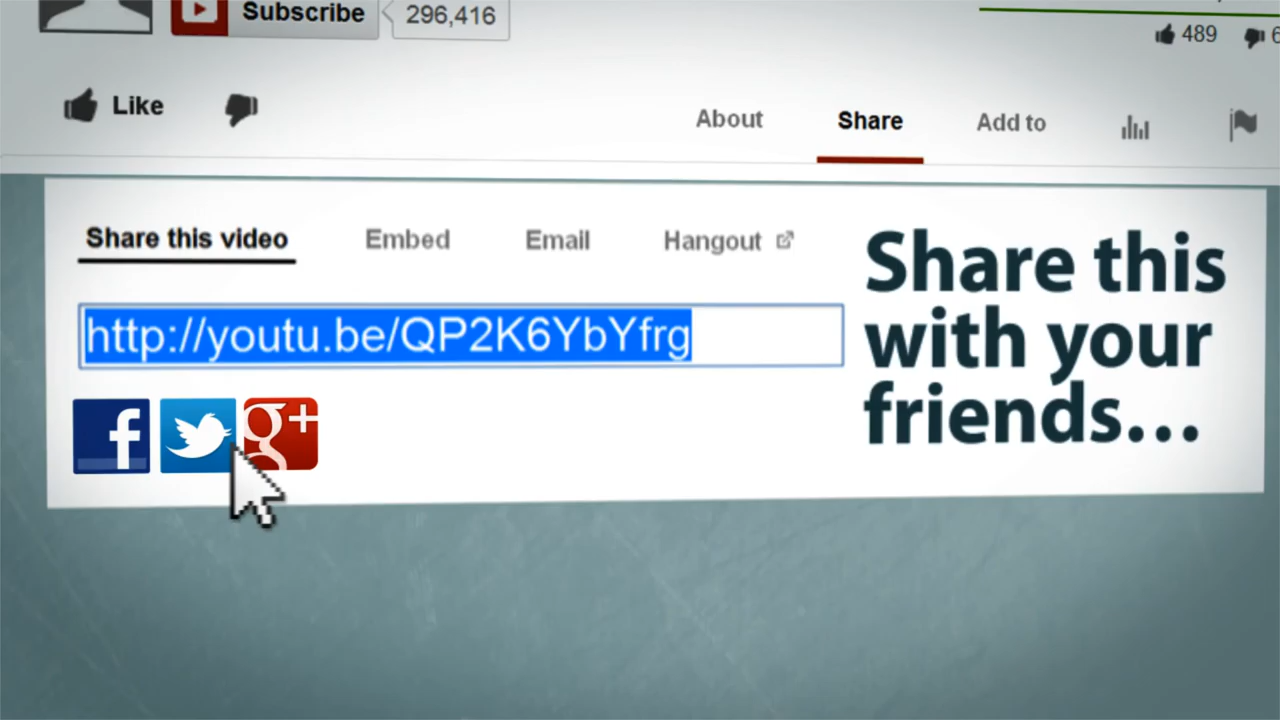 Subscribe
296,416
489
6
Like
About
Share
Add to
Share this video
Embed
Email
Hangout
Share this
with your
friends...
http://youtu.be/QP2K6YbYfrg
f
g+